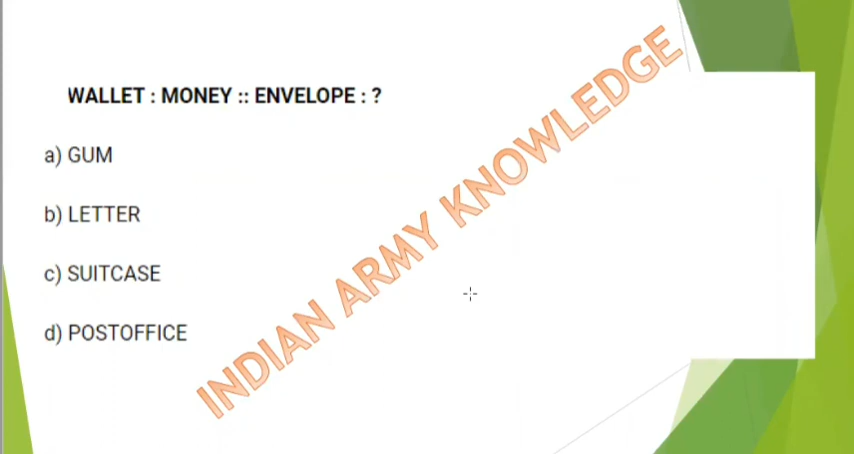 WALLET : MONEY :: ENVELOPE : ?
a) GUM
b) LETTER
c) SUITCASE
d) POSTOFFICE
INDIAN ARMY KNOWLEDGE